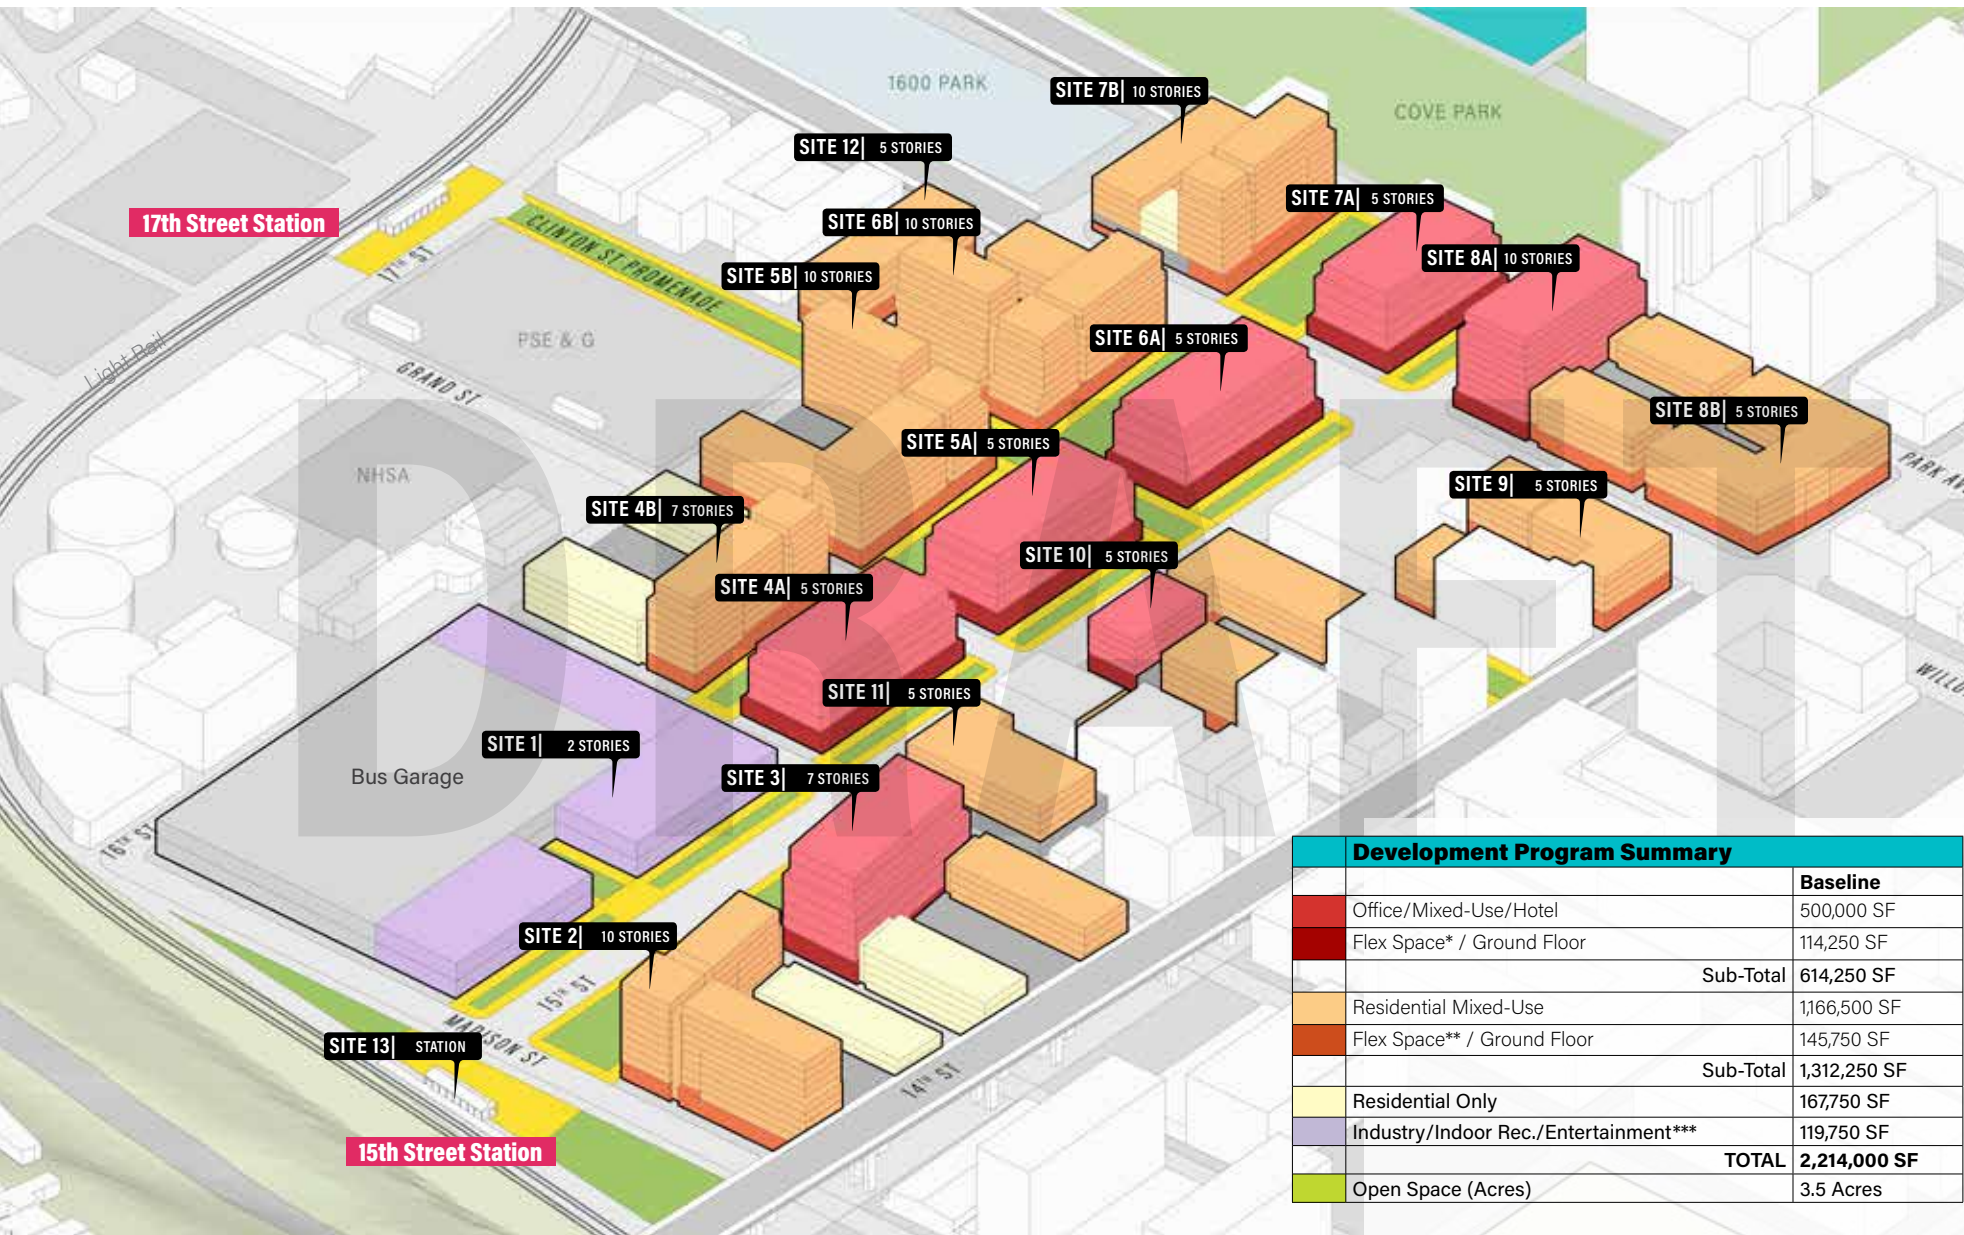 1600 PARK
COVE PARK
SITE 7B| 10 STORIES
SITE 12| 5 STORIES
SITE 7A| 5 STORIES
17th Street Station
SITE 6B| 10 STORIES
CLINTON ST PROMENADE
17TH ST
SITE 8A| 10 STORIES
SITE 5B| 10 STORIES
PSE & G
SITE 6A| 5 STORIES
Light Rail
GRAND ST
SITE 8B| 5 STORIES
SITE 5A| 5 STORIES
PARK AV
NHSA
SITE 9| 5 STORIES
SITE 4B| 7 STORIES
SITE 10| 5 STORIES
SITE 4A| 5 STORIES
DRAFT
SITE 11| 5 STORIES
WILLO
SITE 1| 2 STORIES
Bus Garage
SITE 3| 7 STORIES
16TH ST
SITE 2| 10 STORIES
15TH ST
MADISON ST
SITE 13| STATION
14TH ST
15th Street Station
Development Program Summary
Baseline
Office/Mixed-Use/Hotel 500,000 SF
Flex Space* / Ground Floor 114,250 SF
Sub-Total 614,250 SF
Residential Mixed-Use 1,166,500 SF
Flex Space** / Ground Floor 145,750 SF
Sub-Total 1,312,250 SF
Residential Only 167,750 SF
Industry/Indoor Rec./Entertainment*** 119,750 SF
TOTAL 2,214,000 SF
Open Space (Acres) 3.5 Acres